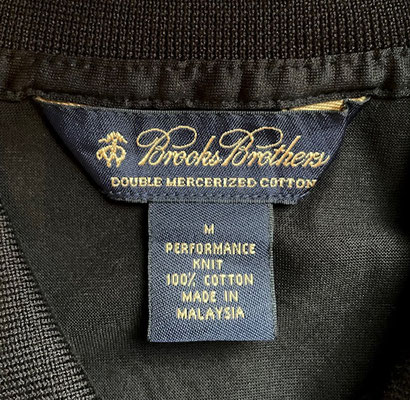 Brooks Brothers
DOUBLE MERCERIZED COTTON
M
PERFORMANCE
KNIT
100% COTTON
MADE IN
MALAYSIA